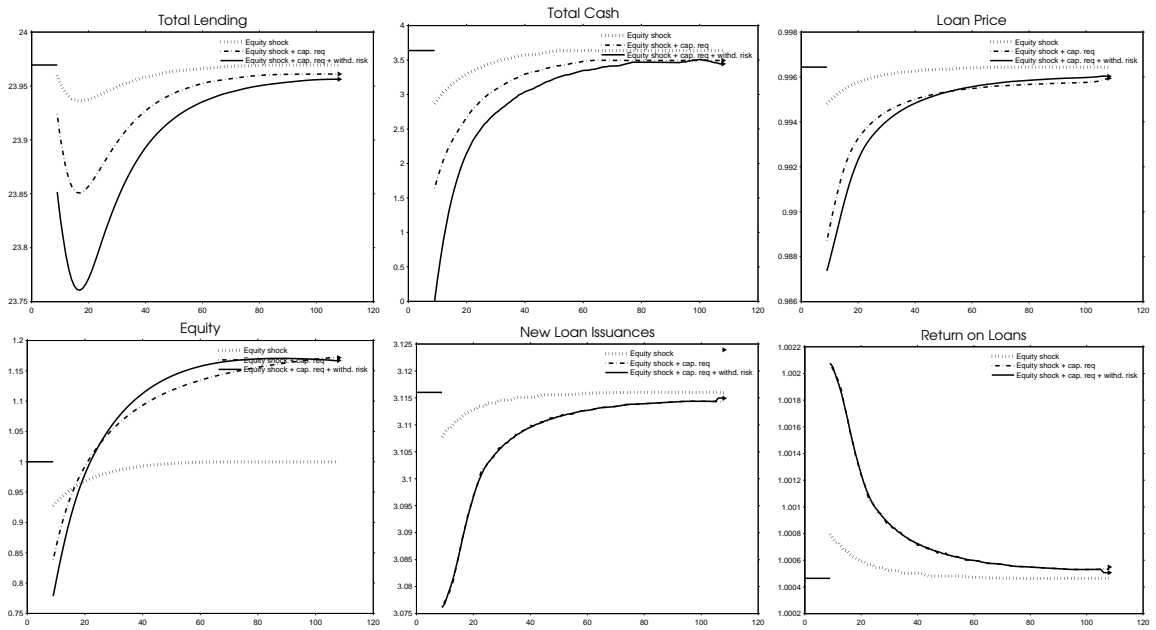 Total Lending
24
23.95
23.9
23.85
23.8
23.75
0 20 40 60 80 100 120
Equity shock
Equity shock + cap. req
Equity shock + cap. req + withd. risk
Total Cash
4
3.5
3
2.5
2
1.5
1
0.5
0
0 20 40 60 80 100 120
Equity shock
Equity shock + cap. req
Equity shock + cap. req + withd. risk
Loan Price
0.998
0.996
0.994
0.992
0.99
0.988
0.986
0 20 40 60 80 100 120
Equity shock
Equity shock + cap. req
Equity shock + cap. req + withd. risk
Equity
1.2
1.15
1.1
1.05
1
0.95
0.9
0.85
0.8
0.75
0 20 40 60 80 100 120
Equity shock
Equity shock + cap. req
Equity shock + cap. req + withd. risk
New Loan Issuances
3.125
3.12
3.115
3.11
3.105
3.1
3.095
3.09
3.085
3.08
3.075
0 20 40 60 80 100 120
Equity shock
Equity shock + cap. req
Equity shock + cap. req + withd. risk
Return on Loans
1.0022
1.002
1.0018
1.0016
1.0014
1.0012
1.001
1.0008
1.0006
1.0004
1.0002
0 20 40 60 80 100 120
Equity shock
Equity shock + cap. req
Equity shock + cap. req + withd. risk